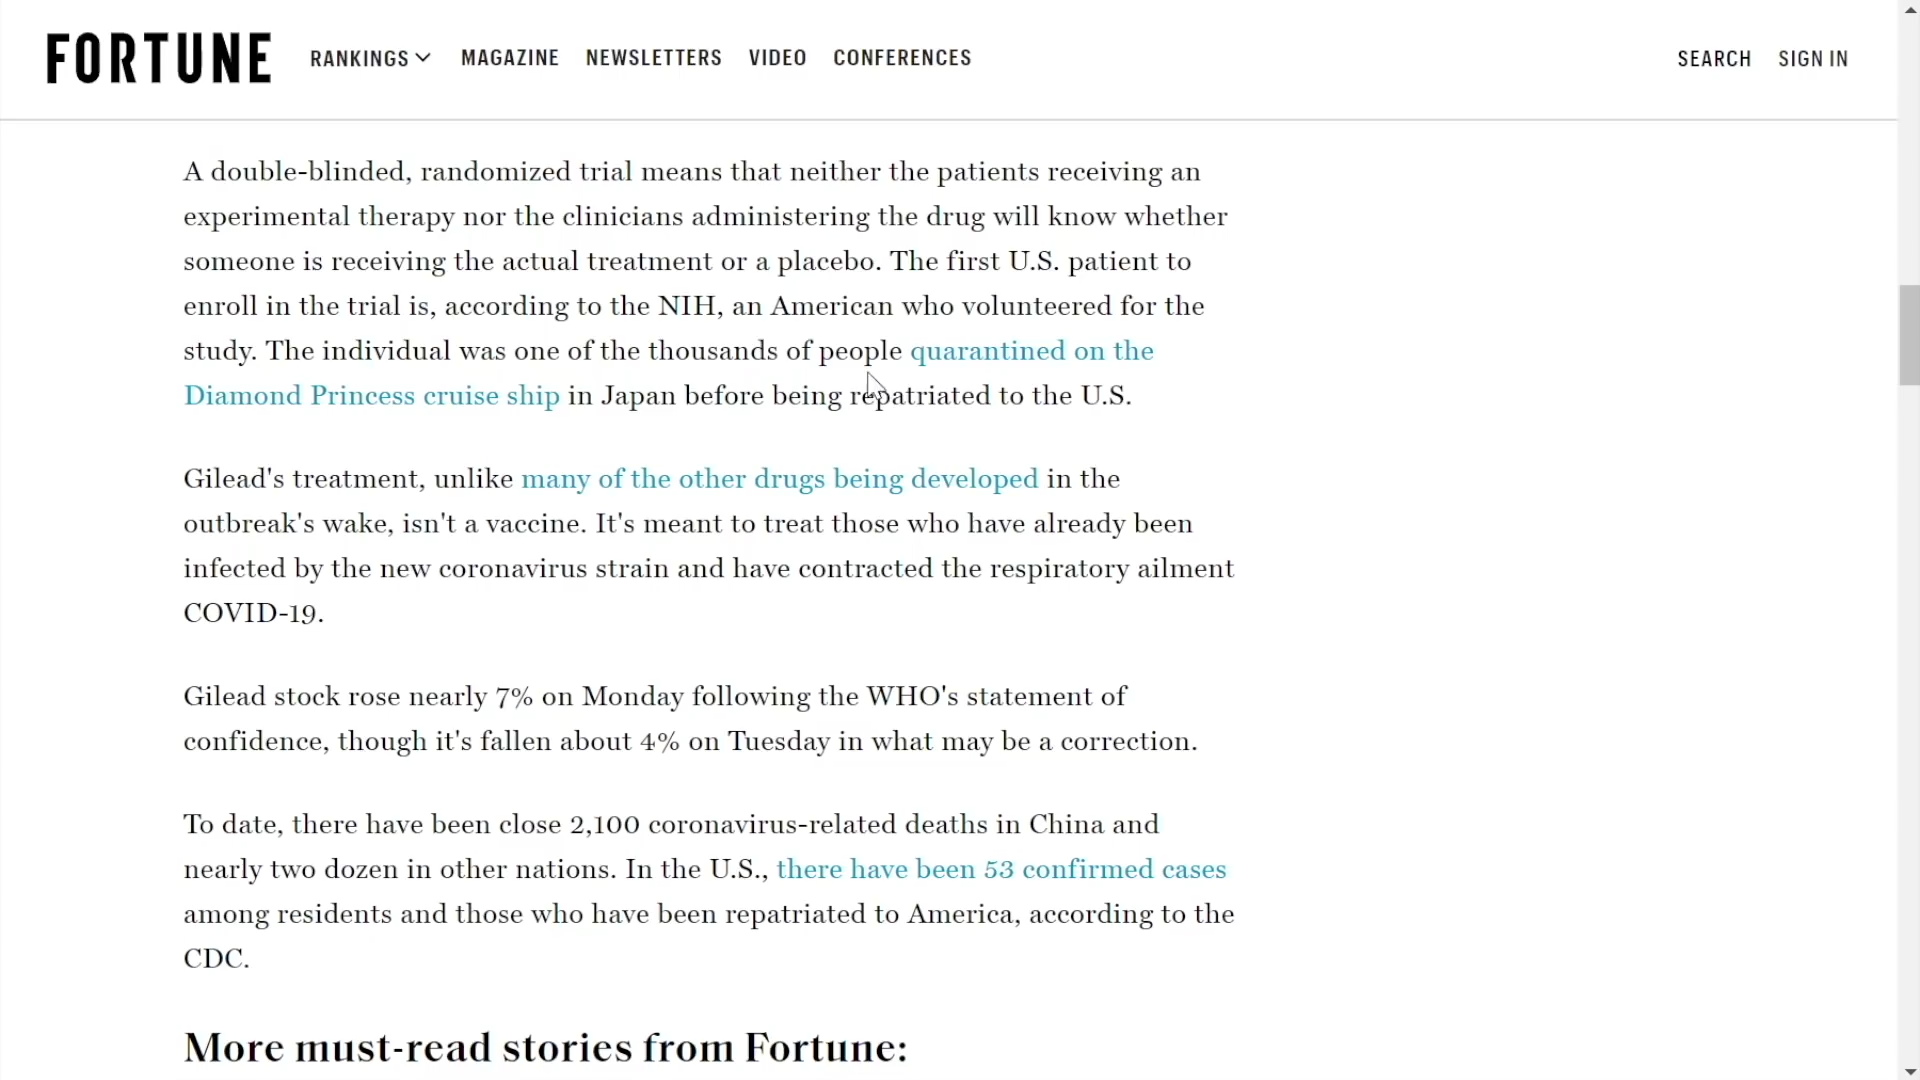 FORTUNE RANKINGS MAGAZINE NEWSLETTERS VIDEO CONFERENCES SEARCH SIGN IN
A double-blinded, randomized trial means that neither the patients receiving an
experimental therapy nor the clinicians administering the drug will know whether
someone is receiving the actual treatment or a placebo. The first U.S. patient to
enroll in the trial is, according to the NIH, an American who volunteered for the
study. The individual was one of the thousands of people quarantined on the
Diamond Princess cruise ship in Japan before being repatriated to the U.S.
Gilead's treatment, unlike many of the other drugs being developed in the
outbreak's wake, isn't a vaccine. It's meant to treat those who have already been
infected by the new coronavirus strain and have contracted the respiratory ailment
COVID-19.
Gilead stock rose nearly 7% on Monday following the WHO's statement of
confidence, though it's fallen about 4% on Tuesday in what may be a correction.
To date, there have been close 2,100 coronavirus-related deaths in China and
nearly two dozen in other nations. In the U.S., there have been 53 confirmed cases
among residents and those who have been repatriated to America, according to the
CDC.
More must-read stories from Fortune: